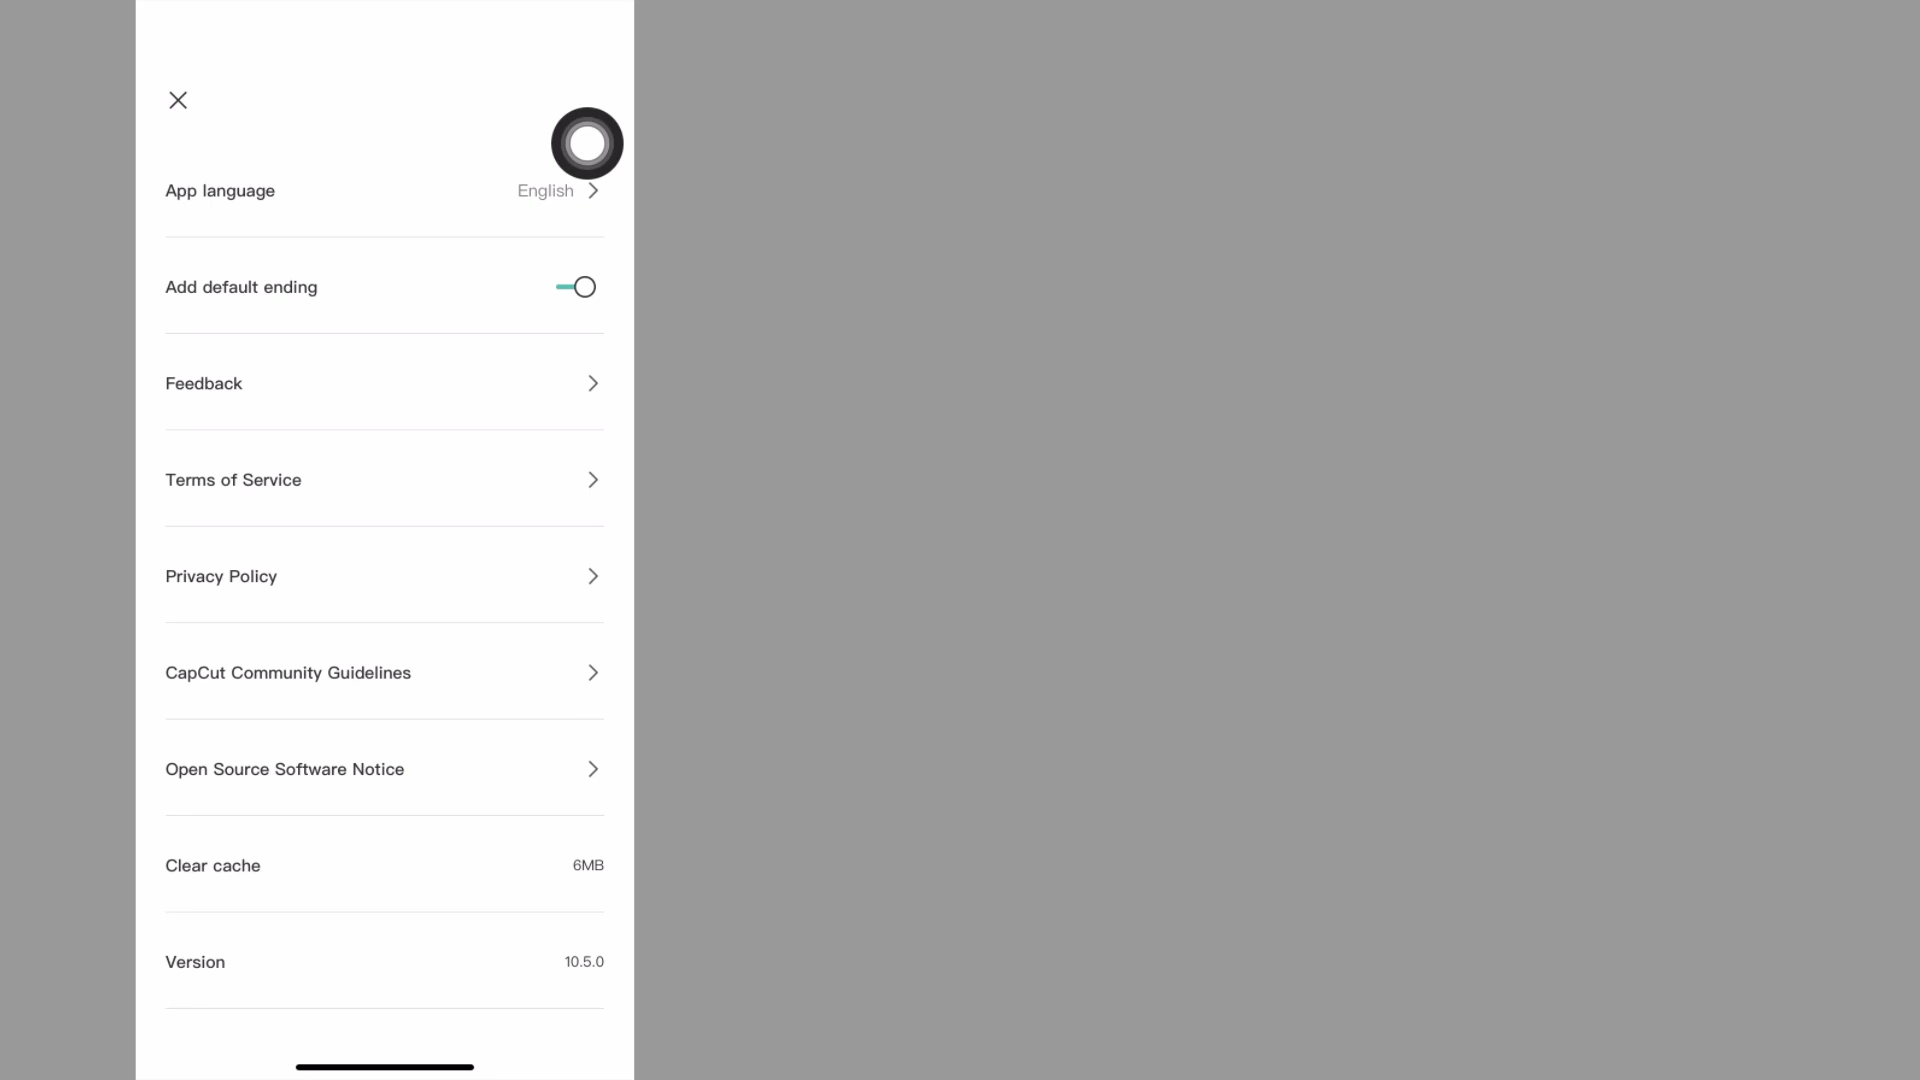 App language English
Add default ending
Feedback
Terms of Service
Privacy Policy
CapCut Community Guidelines
Open Source Software Notice
Clear cache 6MB
Version 10.5.0